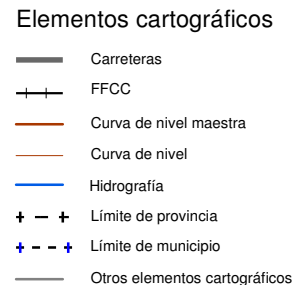 Elementos cartográficos
Carreteras
FFCC
Curva de nivel maestra
Curva de nivel
Hidrografía
Límite de provincia
Límite de municipio
Otros elementos cartográficos